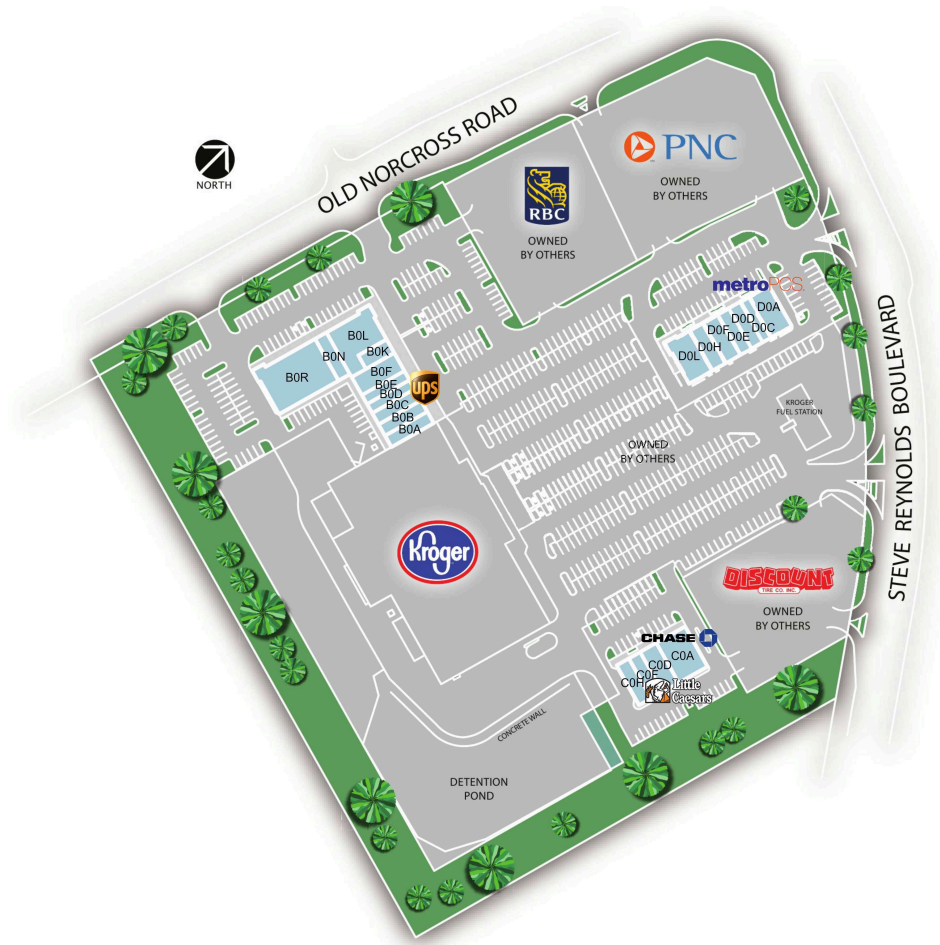 OLD NORCROSS ROAD
NORTH
PNC
OWNED
BY OTHERS
RBC
OWNED
BY OTHERS
metroPCS.
D0A
D0D
D0C
D0F
D0E
D0H
D0L
B0L
B0N
B0K
B0R
B0F
B0E
B0D
B0C
B0B
B0A
ups
KROGER
FUEL STATION
OWNED
BY OTHERS
STEVE REYNOLDS BOULEVARD
Kroger
DISCOUNT
TIRE CO. INC.
OWNED
BY OTHERS
CHASE
C0A
C0D
C0F
C0H
Little
Caesars
CONCRETE WALL
DETENTION
POND